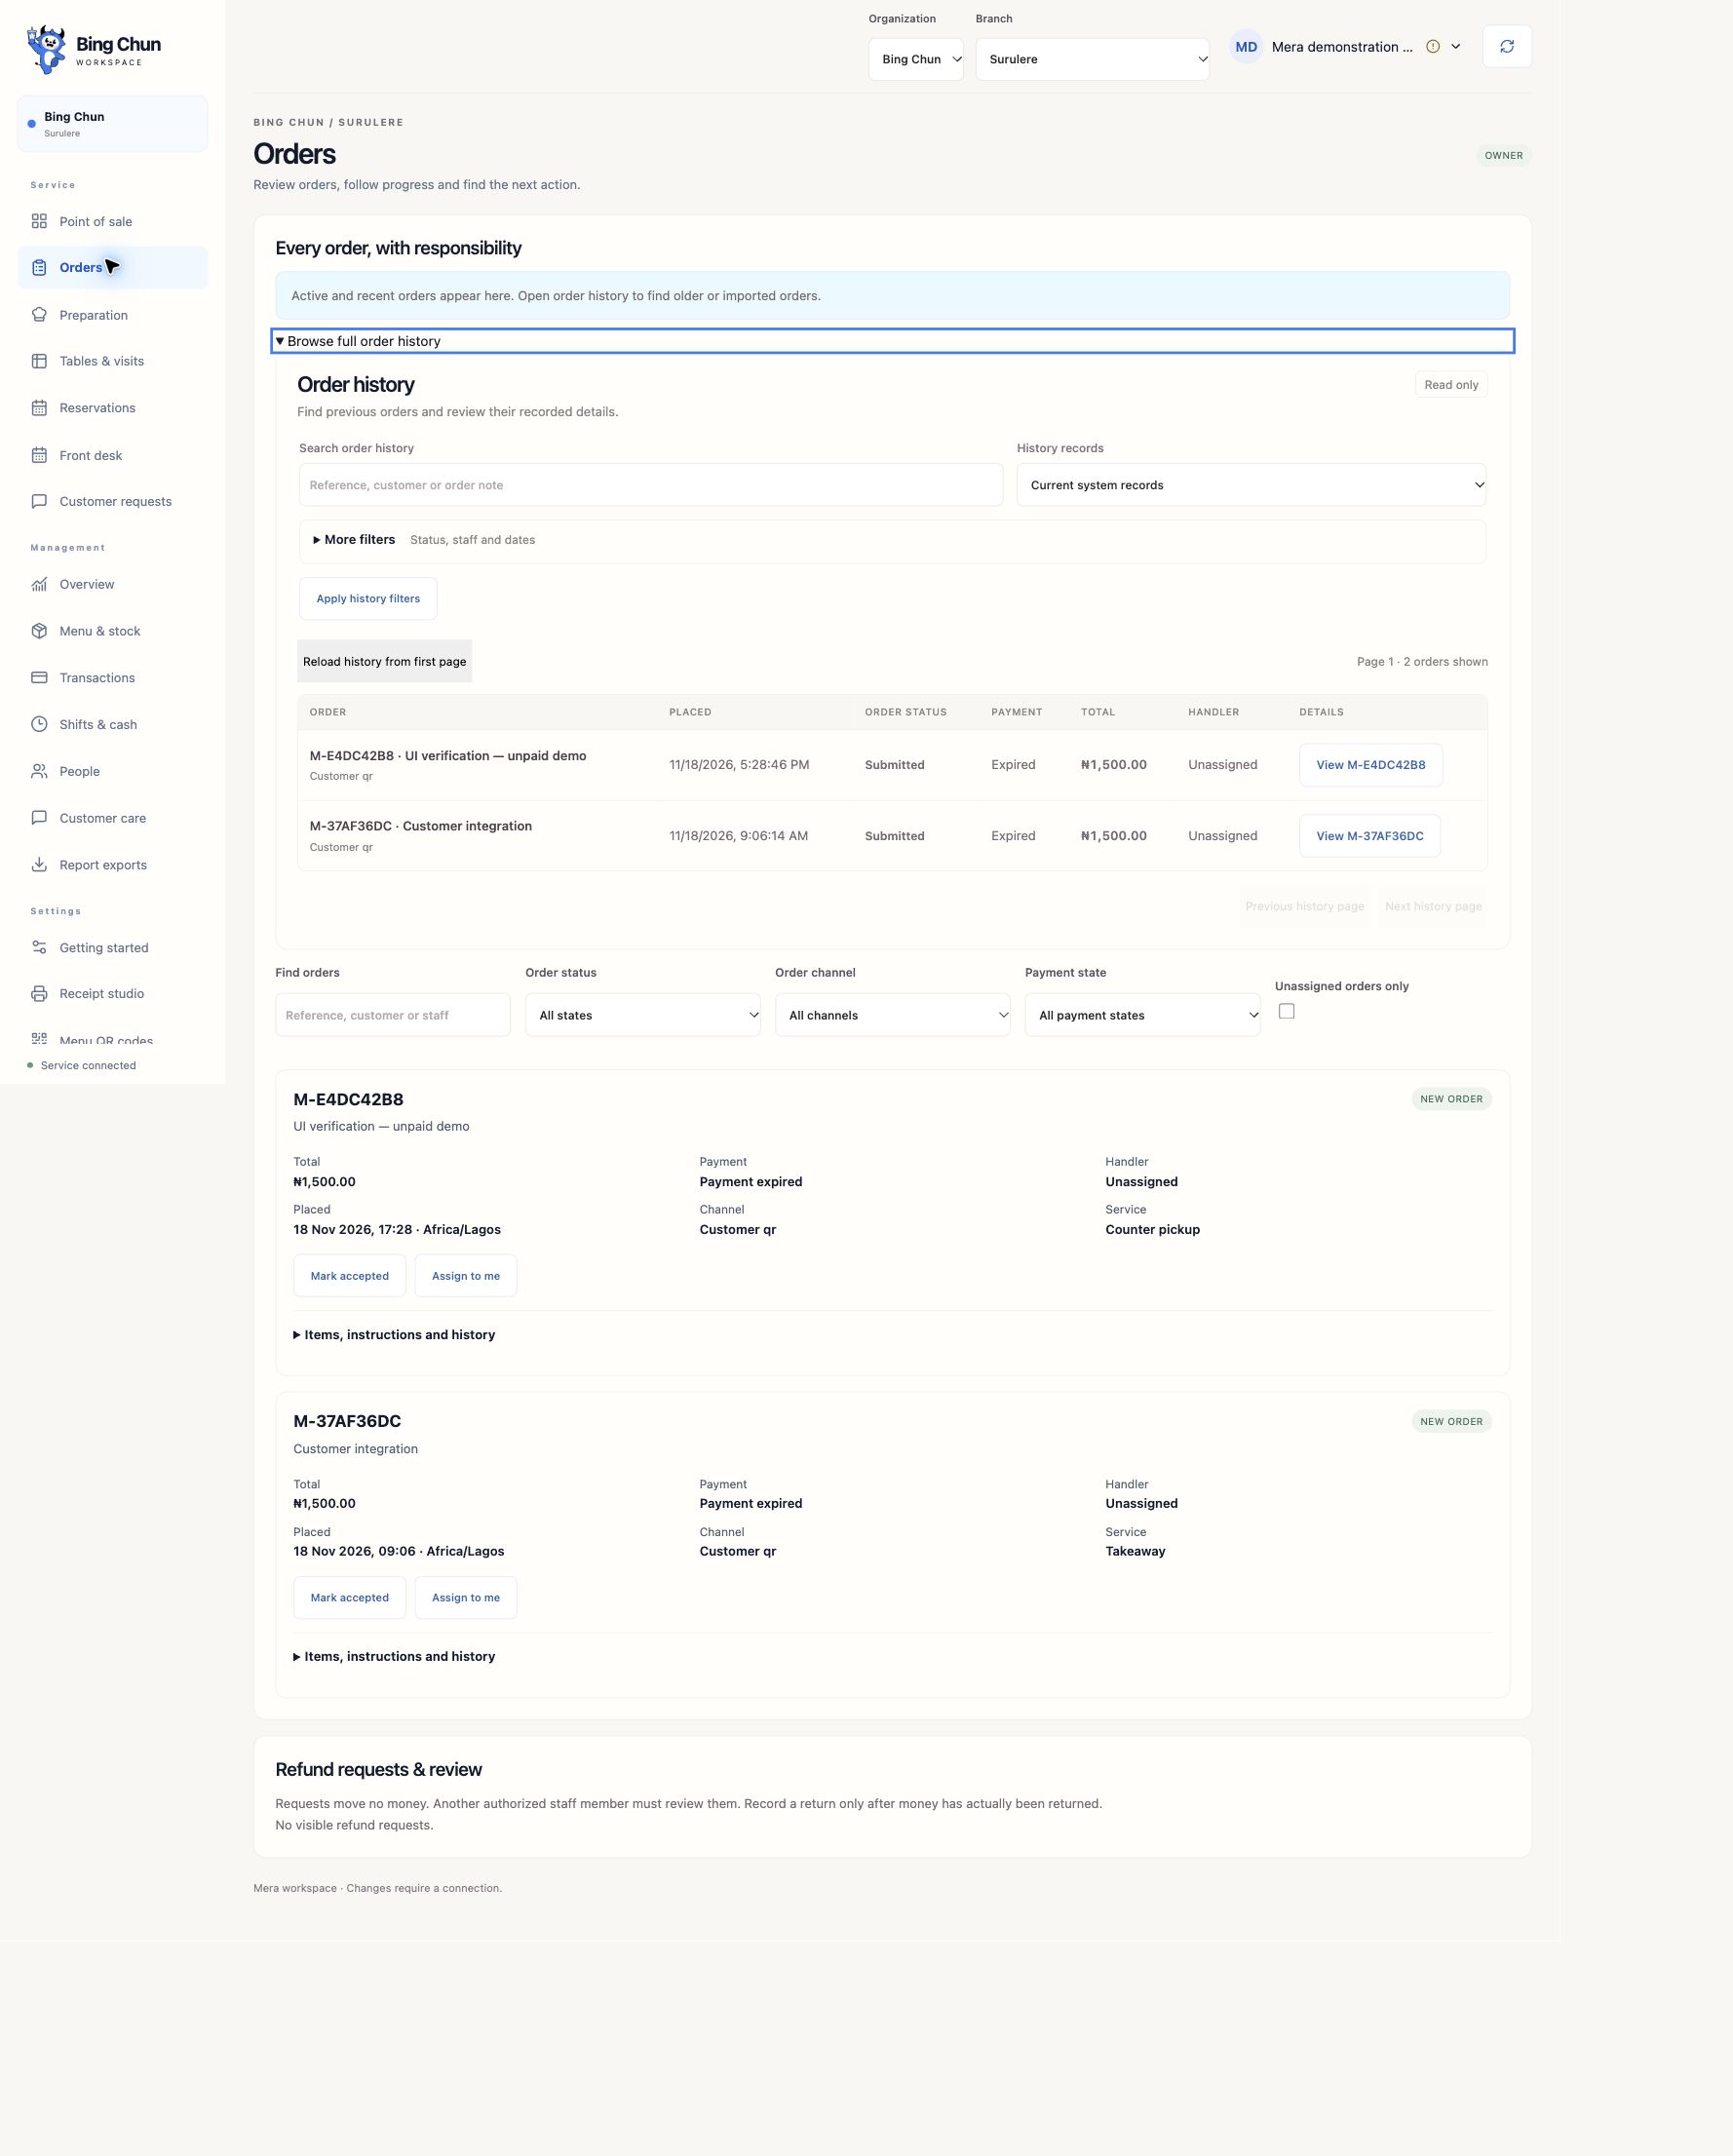 Bing Chun
WORKSPACE
Bing Chun
Surulere
Service
Point of sale
Orders
Preparation
Tables & visits
Reservations
Front desk
Customer requests
Management
Overview
Menu & stock
Transactions
Shifts & cash
People
Customer care
Report exports
Settings
Getting started
Receipt studio
Menu QR codes
Service connected
Organization
Branch
Bing Chun
Surulere
MD
Mera demonstration ...
BING CHUN / SURULERE
Orders
Review orders, follow progress and find the next action.
OWNER
Every order, with responsibility
Active and recent orders appear here. Open order history to find older or imported orders.
▼ Browse full order history
Order history
Read only
Find previous orders and review their recorded details.
Search order history
History records
Reference, customer or order note
Current system records
▶ More filters Status, staff and dates
Apply history filters
Reload history from first page
Page 1 · 2 orders shown
ORDER PLACED ORDER STATUS PAYMENT TOTAL HANDLER DETAILS
M-E4DC42B8 · UI verification — unpaid demo
Customer qr
11/18/2026, 5:28:46 PM Submitted Expired ₦1,500.00 Unassigned View M-E4DC42B8
M-37AF36DC · Customer integration
Customer qr
11/18/2026, 9:06:14 AM Submitted Expired ₦1,500.00 Unassigned View M-37AF36DC
Previous history page Next history page
Find orders Order status Order channel Payment state Unassigned orders only
Reference, customer or staff All states All channels All payment states
M-E4DC42B8
NEW ORDER
UI verification — unpaid demo
Total Payment Handler
₦1,500.00 Payment expired Unassigned
Placed Channel Service
18 Nov 2026, 17:28 · Africa/Lagos Customer qr Counter pickup
Mark accepted Assign to me
▶ Items, instructions and history
M-37AF36DC
NEW ORDER
Customer integration
Total Payment Handler
₦1,500.00 Payment expired Unassigned
Placed Channel Service
18 Nov 2026, 09:06 · Africa/Lagos Customer qr Takeaway
Mark accepted Assign to me
▶ Items, instructions and history
Refund requests & review
Requests move no money. Another authorized staff member must review them. Record a return only after money has actually been returned.
No visible refund requests.
Mera workspace · Changes require a connection.